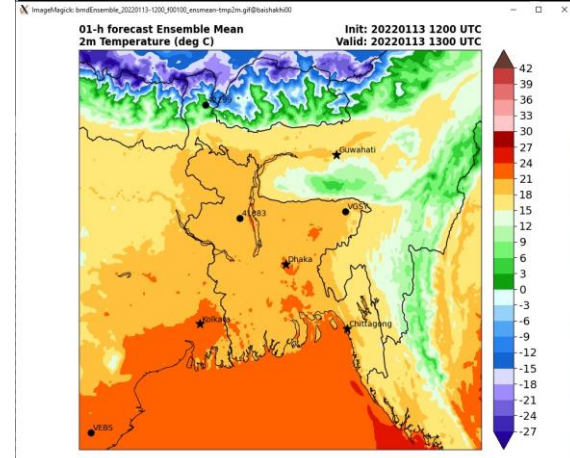 ImageMagick: bmdEnsemble_20220113-1200_f00100_ensmean-tmp2m.gif@baishakhi00
01-h forecast Ensemble Mean
Init: 20220113 1200 UTC
2m Temperature (deg C)
Valid: 20220113 1300 UTC
Guwahati
VGSY
Dhaka
Kolkata
Chittagong
VEBS
42
39
36
33
30
27
24
21
18
15
12
9
6
3
0
-3
-6
-9
-12
-15
-18
-21
-24
-27